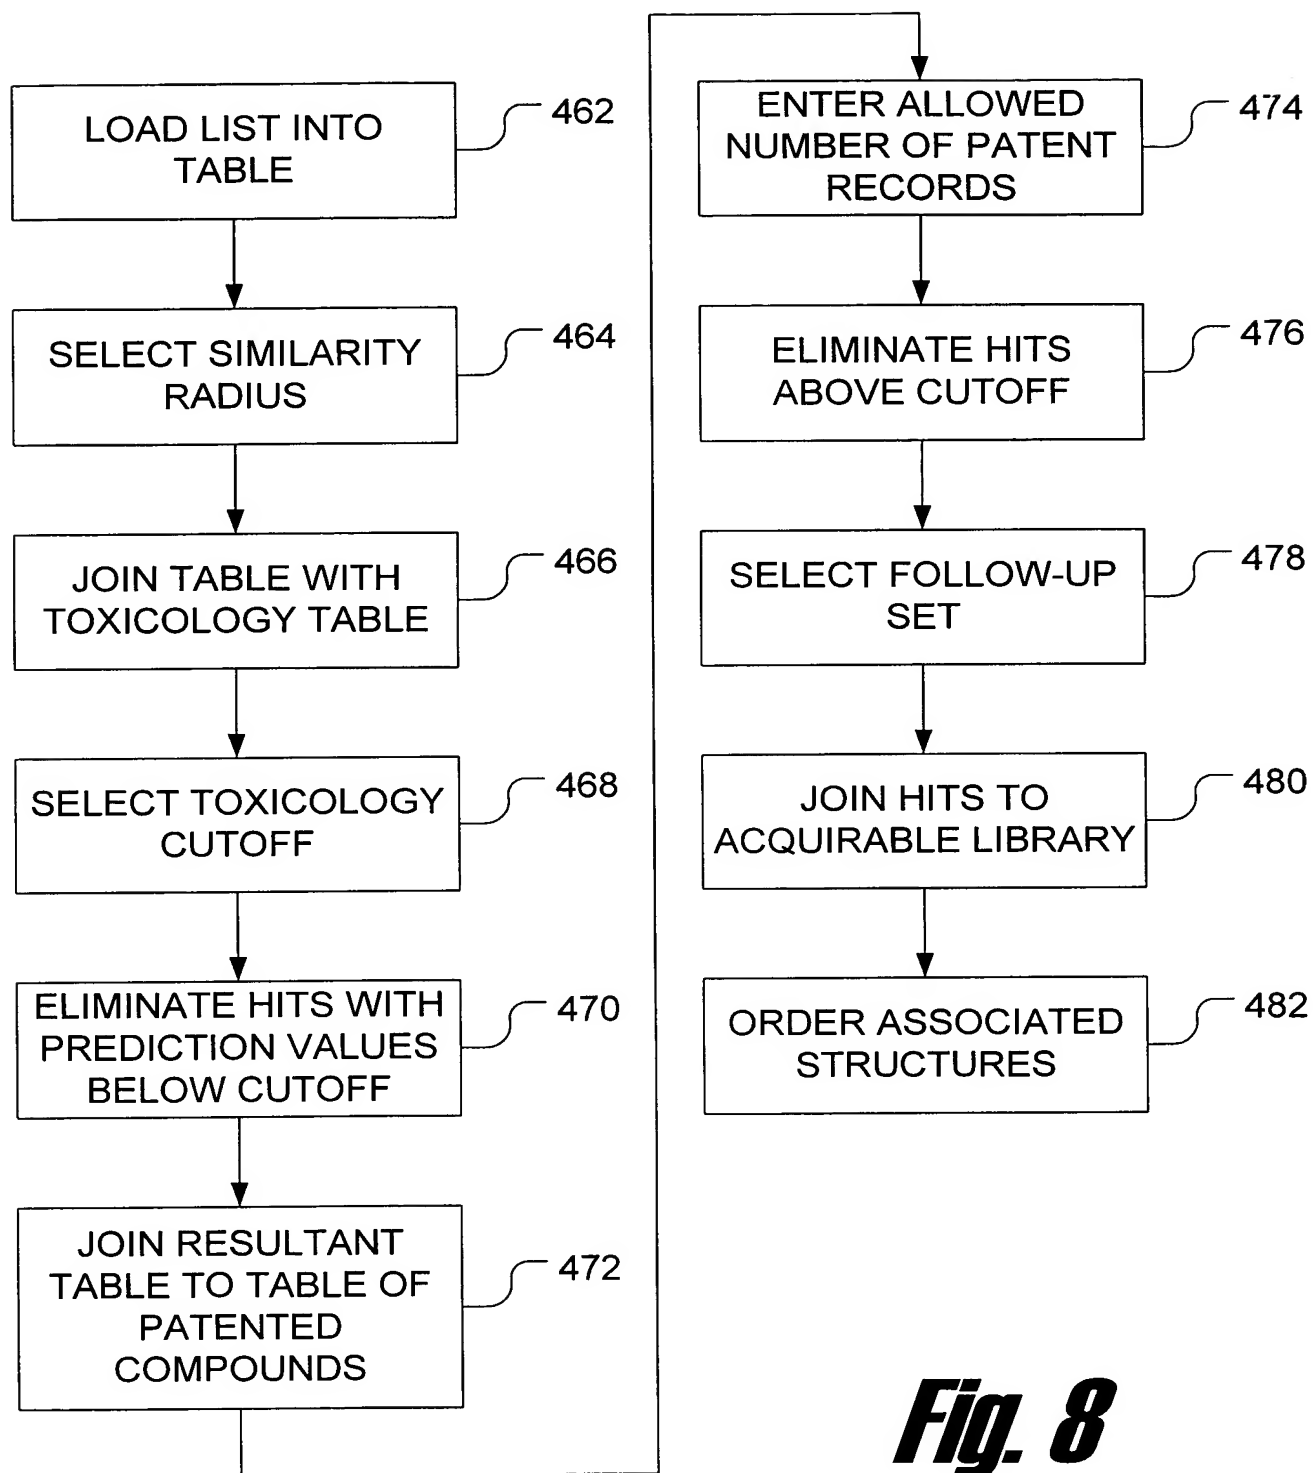 LOAD LIST INTO
TABLE
462
SELECT SIMILARITY
RADIUS
464
JOIN TABLE WITH
TOXICOLOGY TABLE
466
SELECT TOXICOLOGY
CUTOFF
468
ELIMINATE HITS WITH
PREDICTION VALUES
BELOW CUTOFF
470
JOIN RESULTANT
TABLE TO TABLE OF
PATENTED
COMPOUNDS
472
ENTER ALLOWED
NUMBER OF PATENT
RECORDS
474
ELIMINATE HITS
ABOVE CUTOFF
476
SELECT FOLLOW-UP
SET
478
JOIN HITS TO
ACQUIRABLE LIBRARY
480
ORDER ASSOCIATED
STRUCTURES
482
Fig. 8